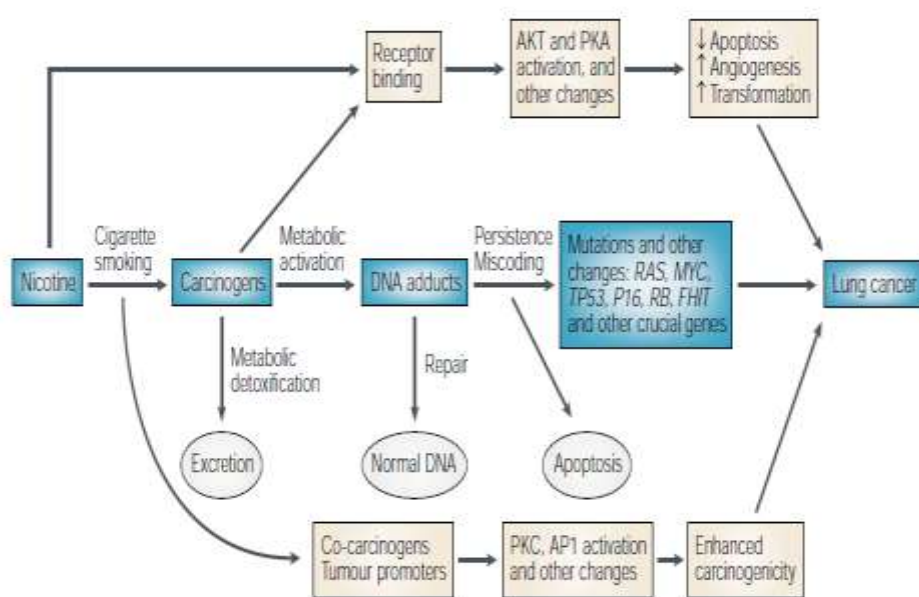 Receptor
binding
AKT and PKA
activation, and
other changes
↓ Apoptosis
↑ Angiogenesis
↑ Transformation
Nicotine
Cigarette
smoking
Carcinogens
Metabolic
activation
DNA adducts
Persistence
Miscoding
Mutations and other
changes: RAS, MYC,
TP53, P16, RB, FHIT
and other crucial genes
Lung cancer
Metabolic
detoxification
Repair
Excretion
Normal DNA
Apoptosis
Co-carcinogens
Tumour promoters
PKC, AP1 activation
and other changes
Enhanced
carcinogenicity